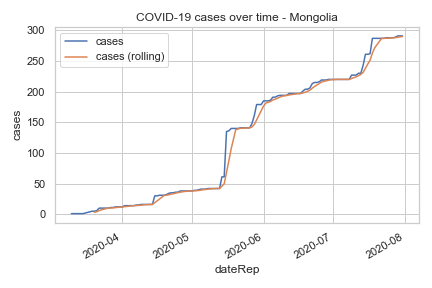 COVID-19 cases over time - Mongolia
cases
cases (rolling)
300
250
200
150
100
50
0
cases
2020-04
2020-05
2020-06
2020-07
2020-08
dateRep